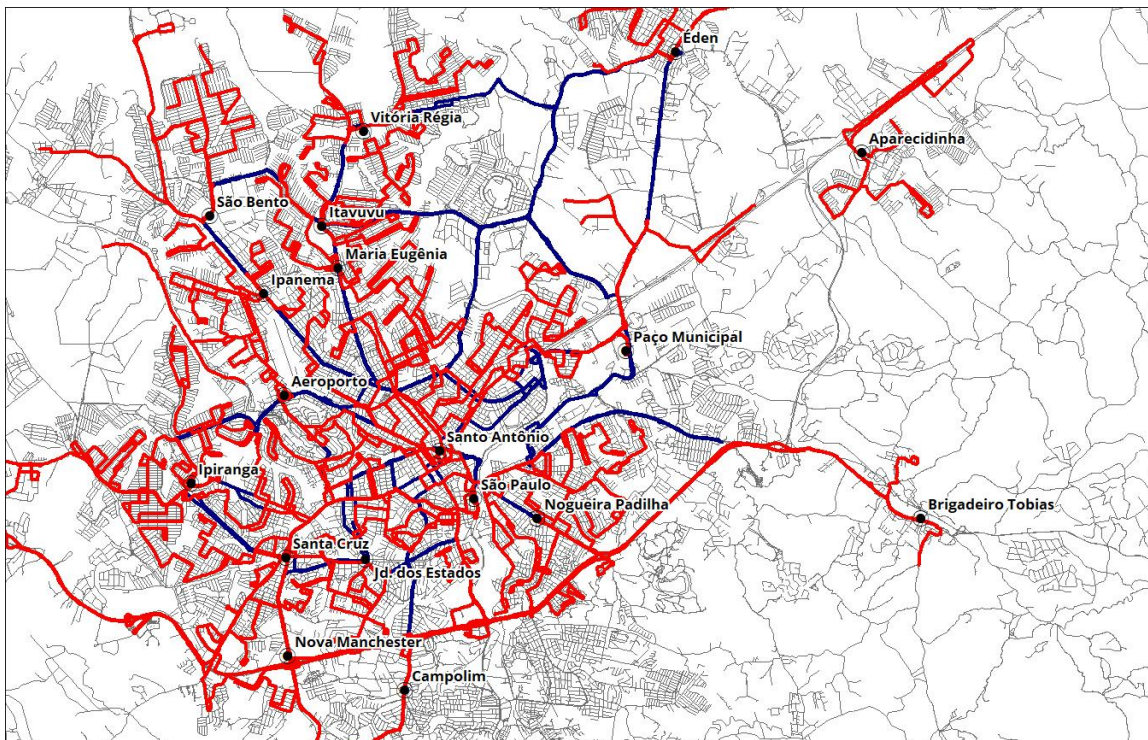 Éden
Vitória Régia
Aparecidinha
São Bento
Itavuvu
Maria Eugênia
Ipanema
Paço Municipal
Aeroporto
Santo Antônio
Ipiranga
São Paulo
Nogueira Padilha
Brigadeiro Tobias
Santa Cruz
Jd. dos Estados
Nova Manchester
Campolim